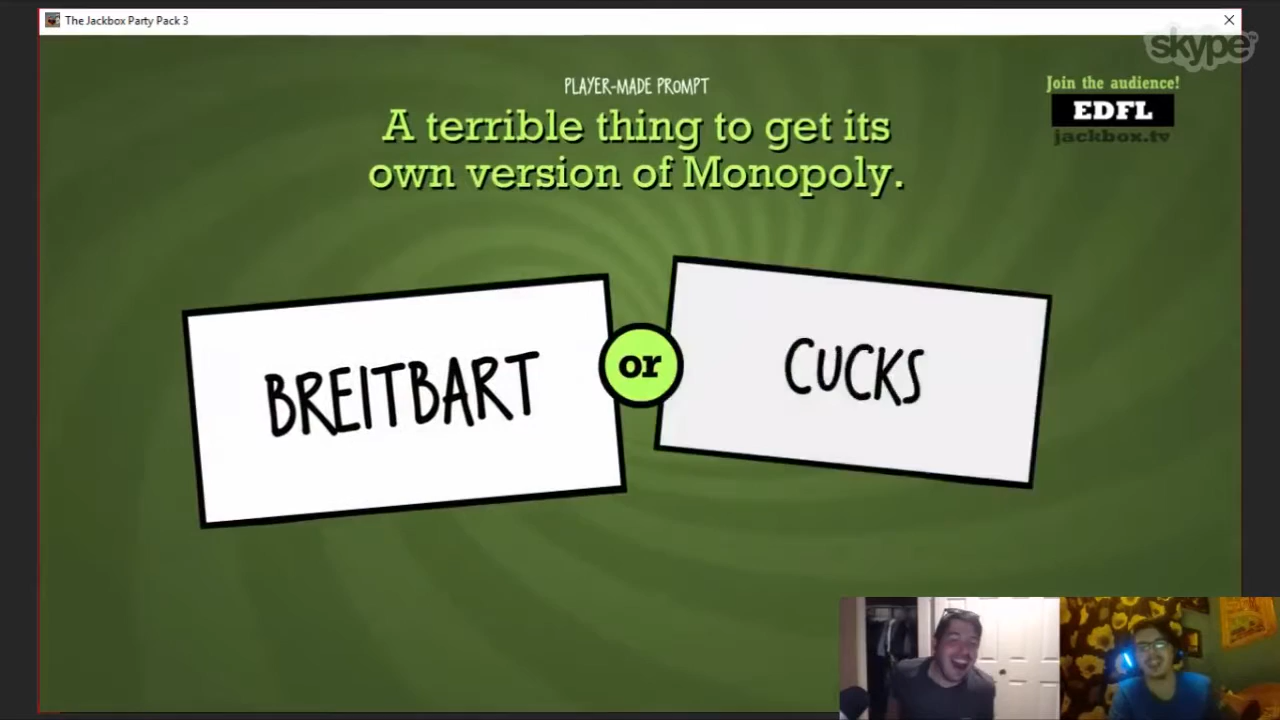 The Jackbox Party Pack 3
skype™
PLAYER-MADE PROMPT
A terrible thing to get its
own version of Monopoly.
Join the audience!
EDFL
jackbox.tv
BREITBART
or
CUCKS